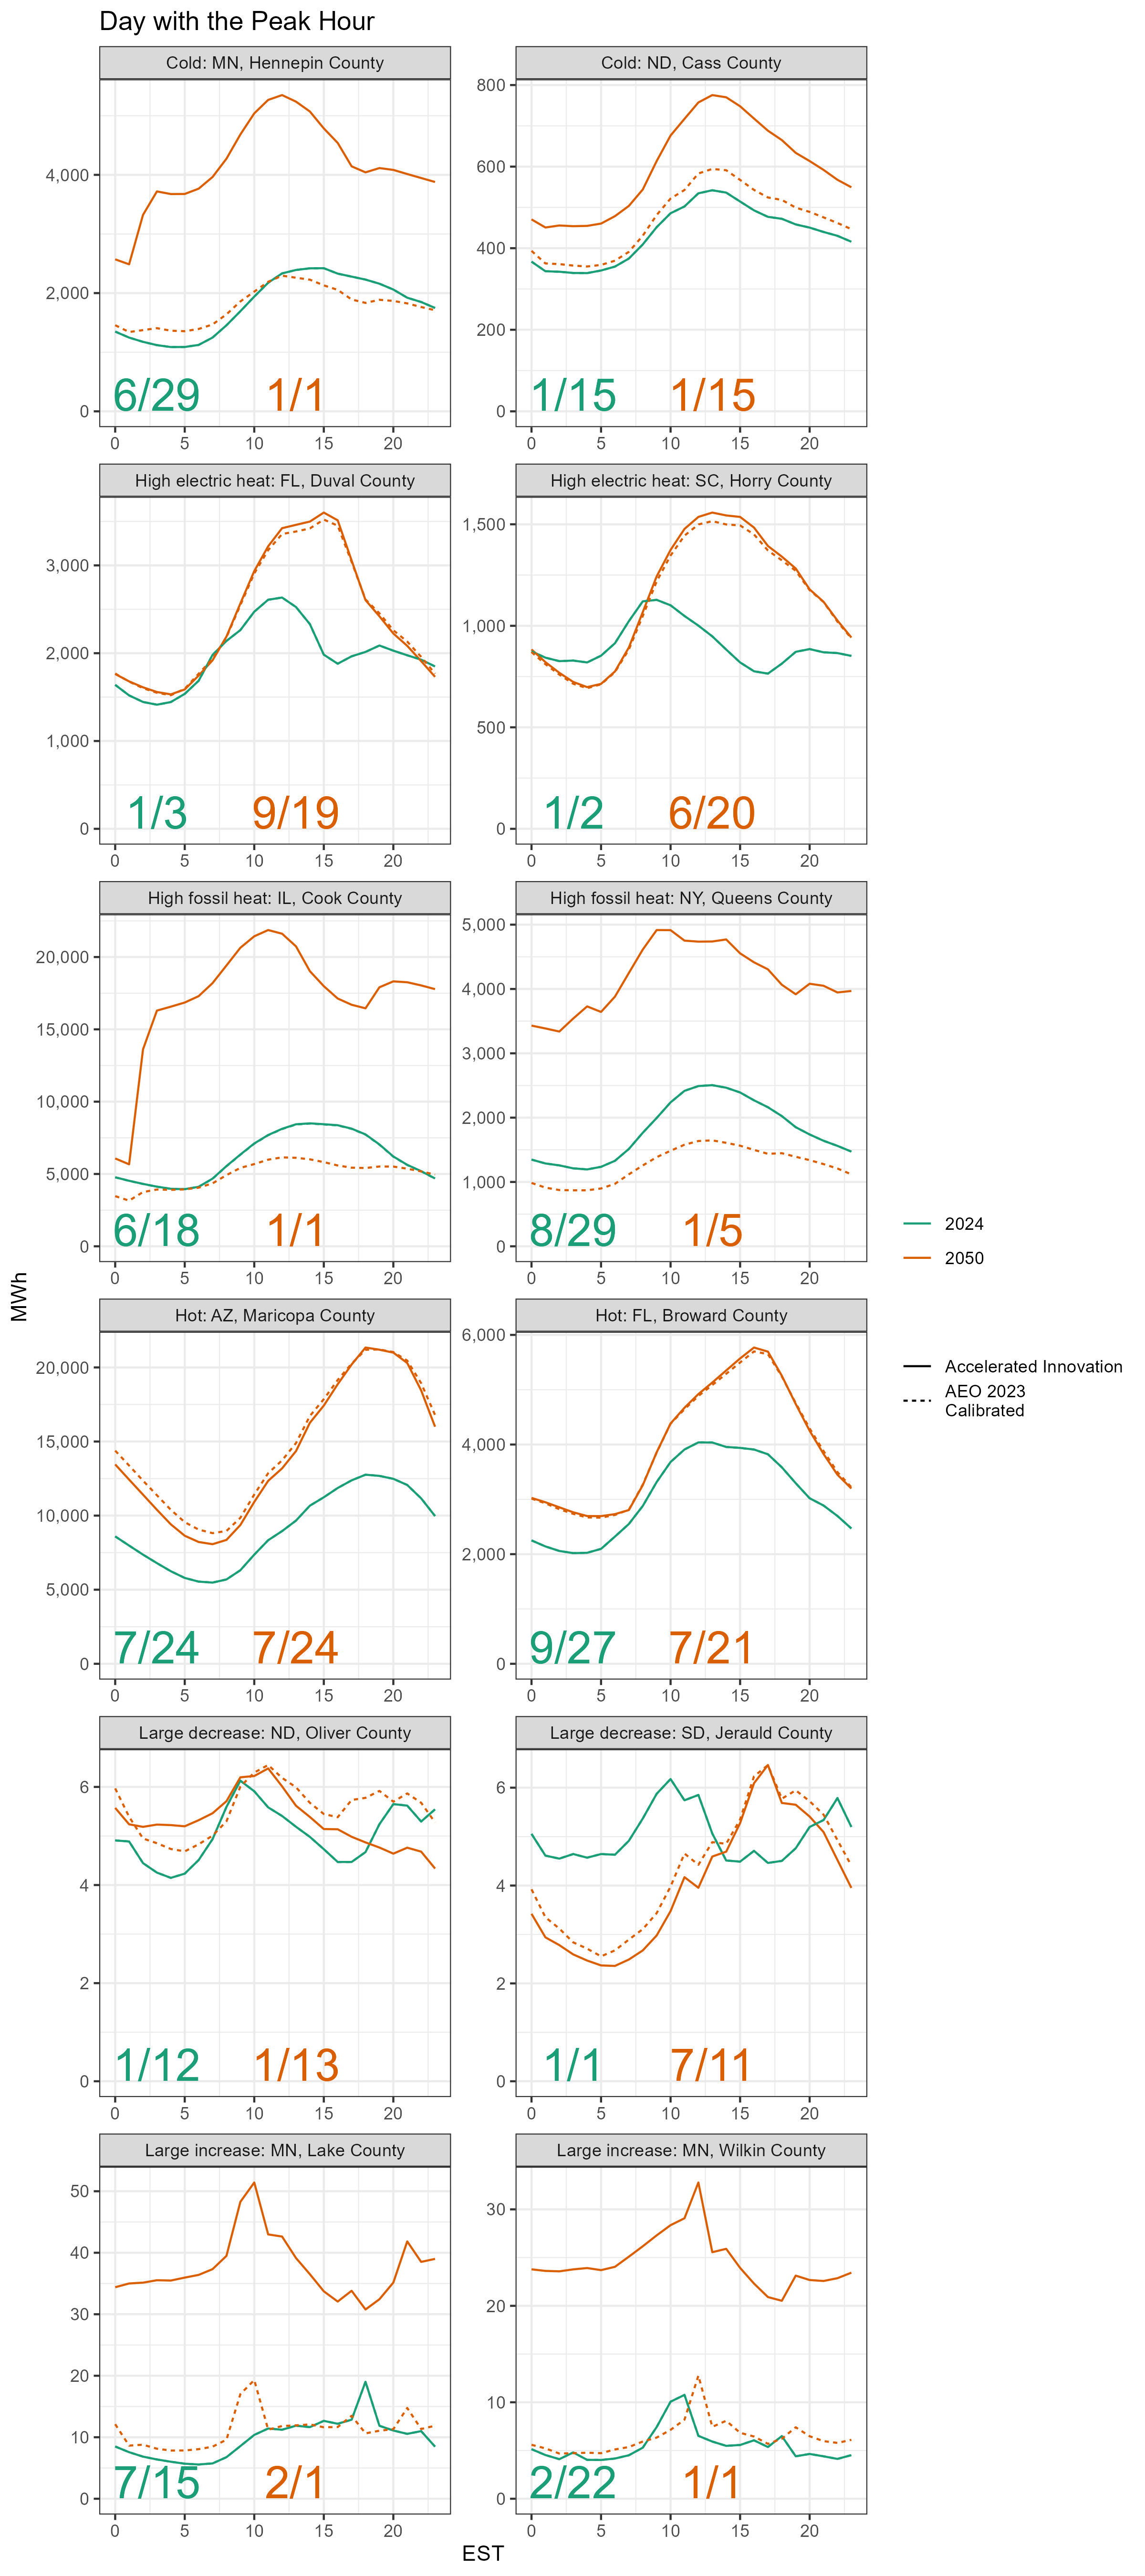 Day with the Peak Hour
Cold: MN, Hennepin County
4,000
2,000
0
6/29 1/1
0 5 10 15 20
Cold: ND, Cass County
800
600
400
200
0
1/15 1/15
0 5 10 15 20
High electric heat: FL, Duval County
3,000
2,000
1,000
0
1/3 9/19
0 5 10 15 20
High electric heat: SC, Horry County
1,500
1,000
500
0
1/2 6/20
0 5 10 15 20
High fossil heat: IL, Cook County
20,000
15,000
10,000
5,000
0
6/18 1/1
0 5 10 15 20
High fossil heat: NY, Queens County
5,000
4,000
3,000
2,000
1,000
0
8/29 1/5
0 5 10 15 20
Hot: AZ, Maricopa County
20,000
15,000
10,000
5,000
0
7/24 7/24
0 5 10 15 20
Hot: FL, Broward County
6,000
4,000
2,000
0
9/27 7/21
0 5 10 15 20
Large decrease: ND, Oliver County
6
4
2
0
1/12 1/13
0 5 10 15 20
Large decrease: SD, Jerauld County
6
4
2
0
1/1 7/11
0 5 10 15 20
Large increase: MN, Lake County
50
40
30
20
10
0
7/15 2/1
0 5 10 15 20
Large increase: MN, Wilkin County
30
20
10
0
2/22 1/1
0 5 10 15 20
MWh
EST
2024
2050
Accelerated Innovation
AEO 2023
Calibrated